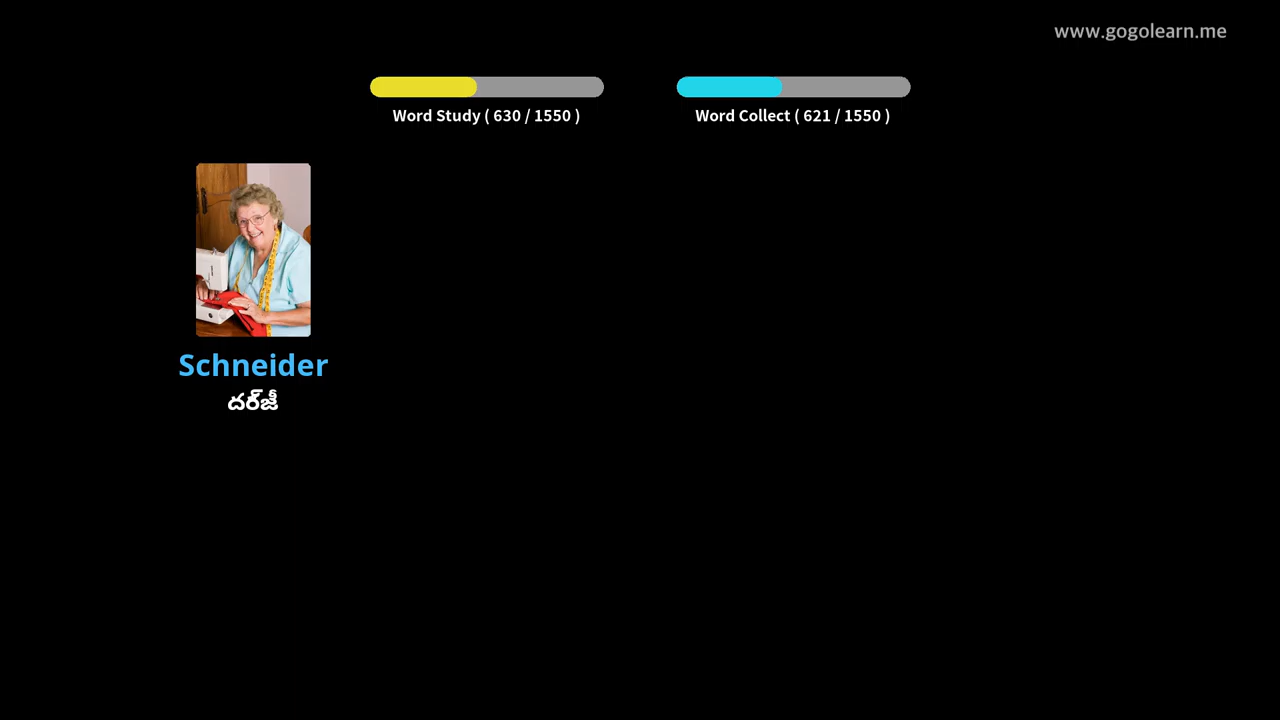 www.gogolearn.me
Word Study ( 630 / 1550 )
Word Collect ( 621 / 1550 )
Schneider
దర్‌జీ